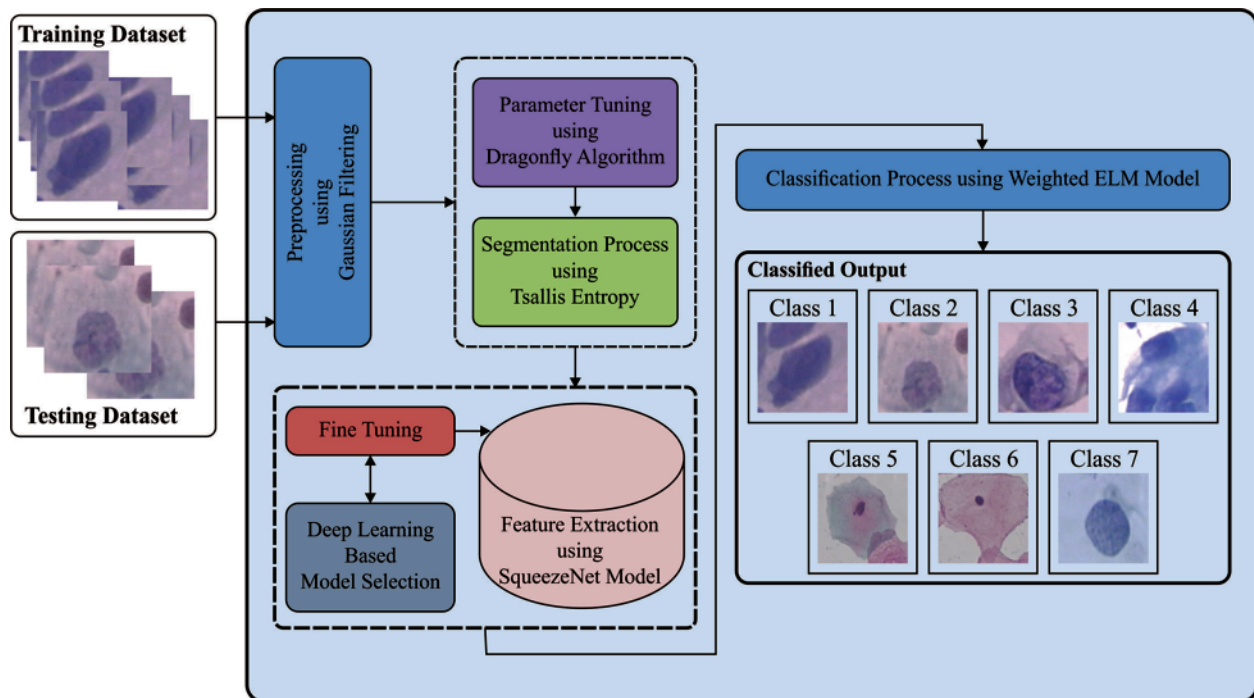 Training Dataset
Testing Dataset
Preprocessing
using
Gaussian Filtering
Parameter Tuning
using
Dragonfly Algorithm
Segmentation Process
using
Tsallis Entropy
Fine Tuning
Deep Learning
Based
Model Selection
Feature Extraction
using
SqueezeNet Model
Classification Process using Weighted ELM Model
Classified Output
Class 1
Class 2
Class 3
Class 4
Class 5
Class 6
Class 7